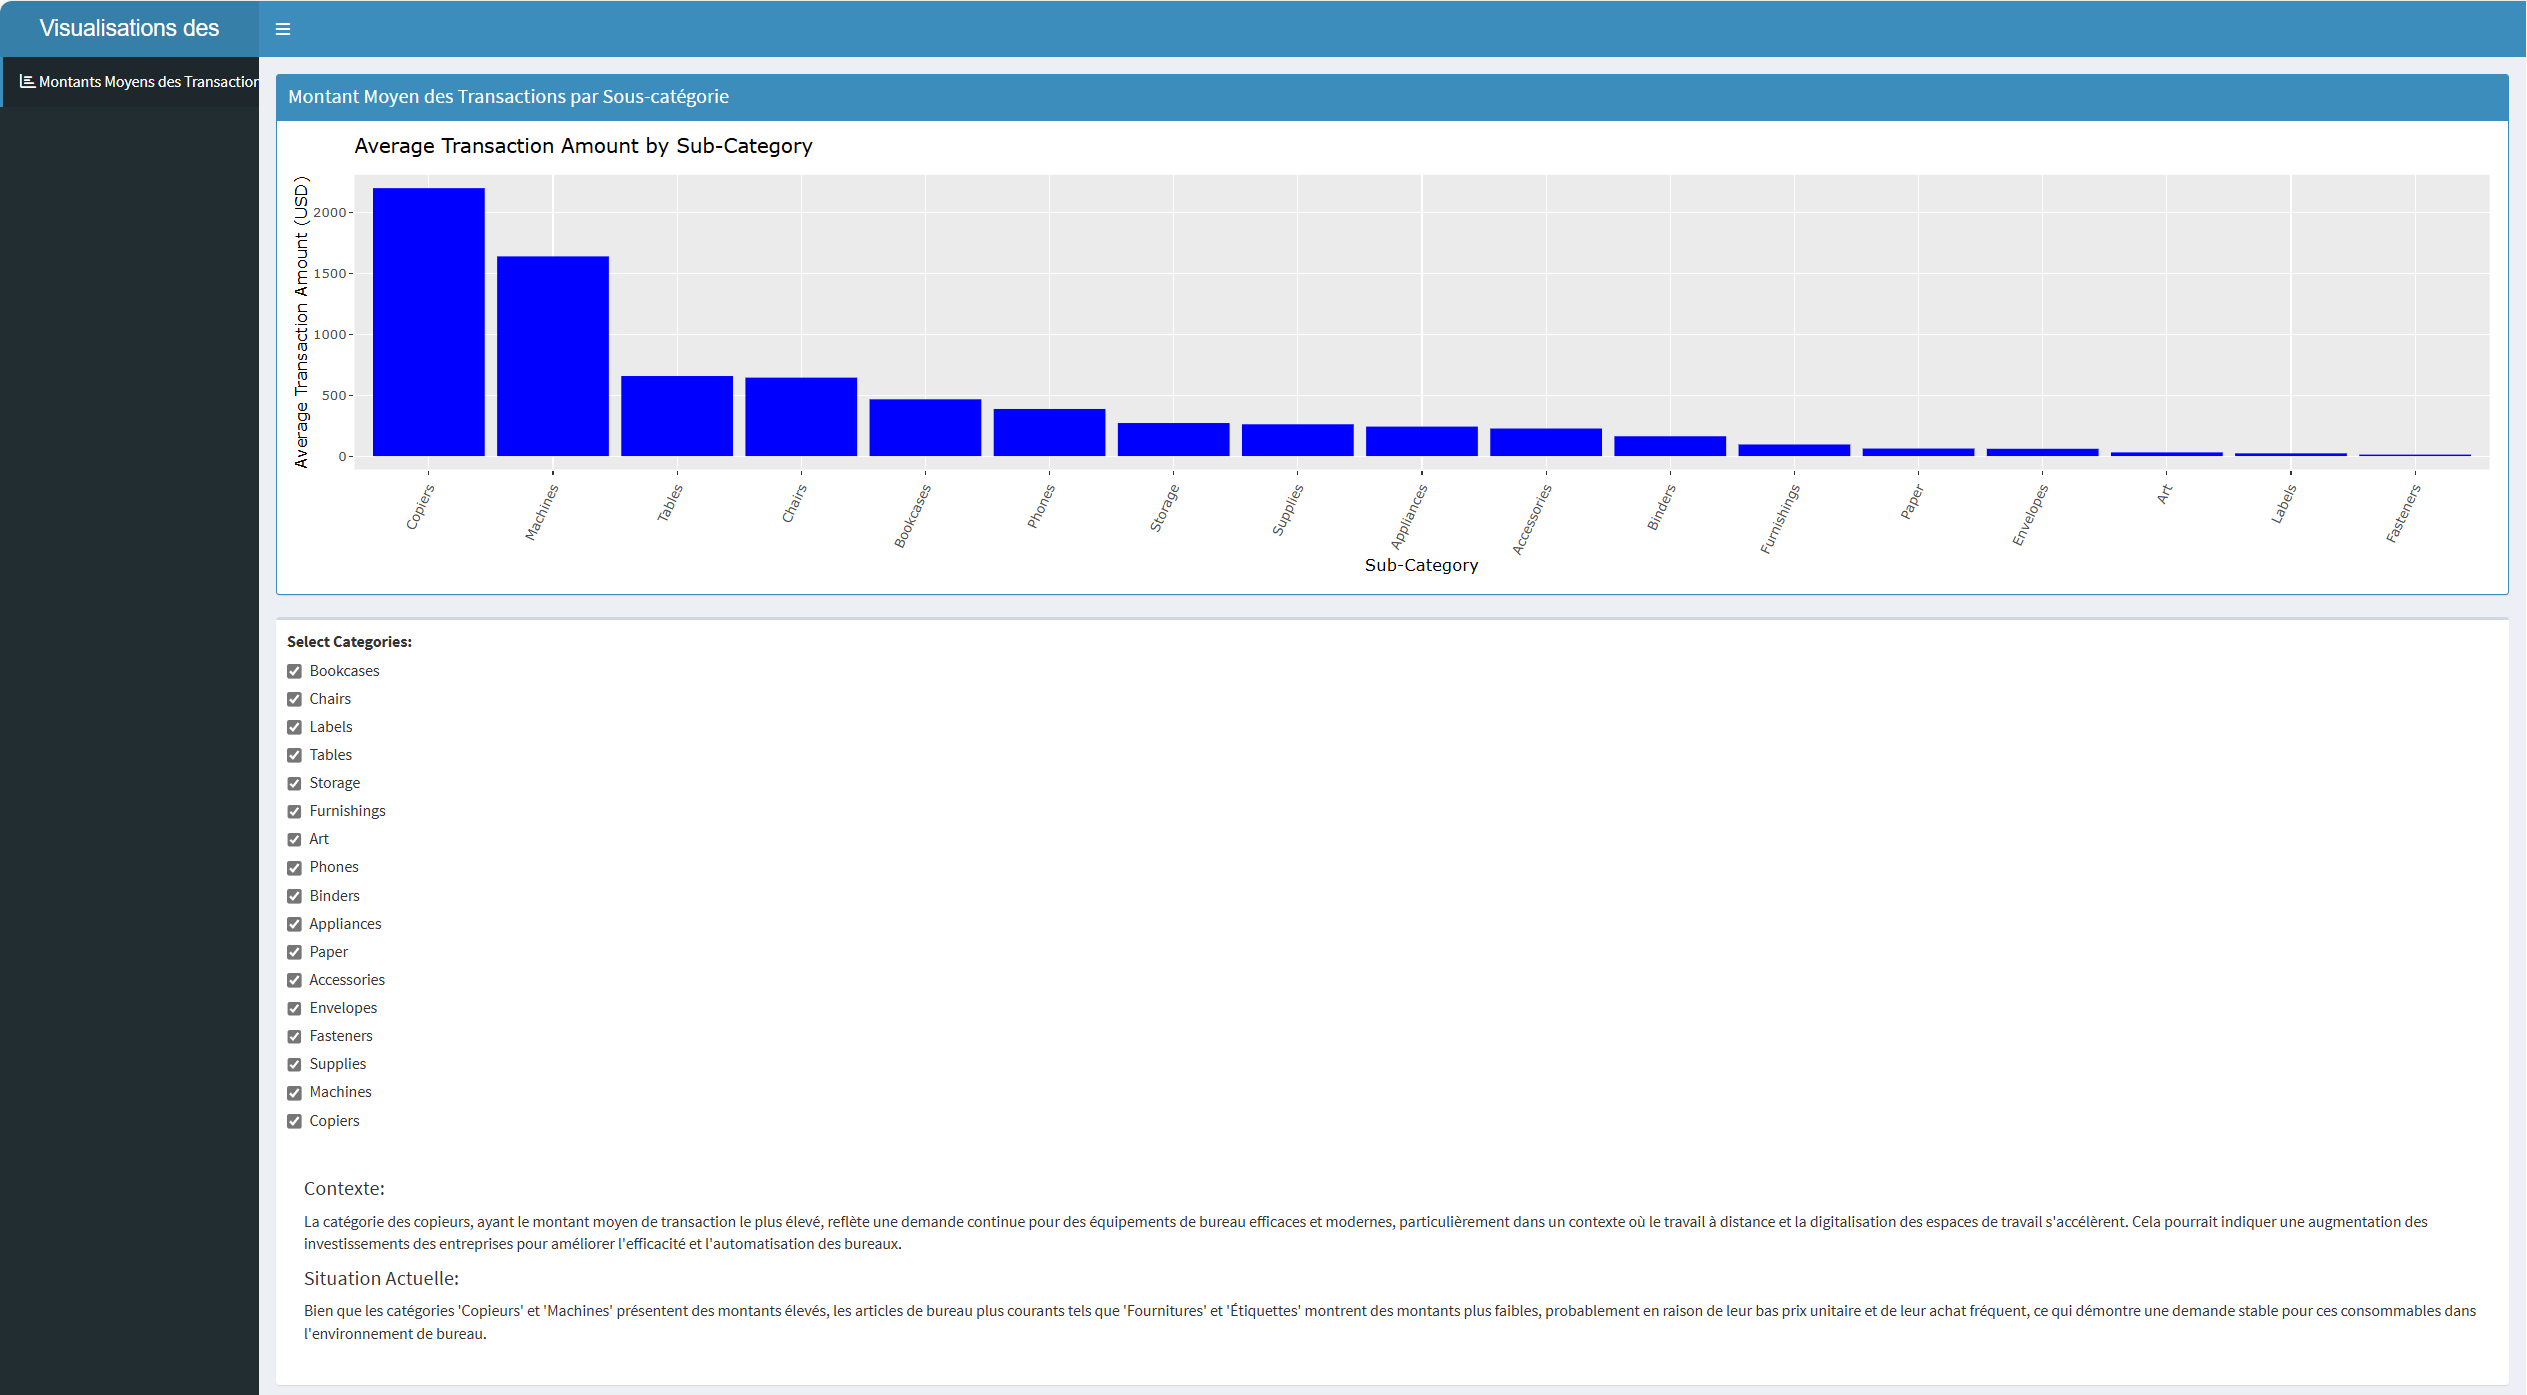 Visualisations des
Montants Moyens des Transaction
Montant Moyen des Transactions par Sous-catégorie
Average Transaction Amount by Sub-Category
Average Transaction Amount (USD)
2000
1500
1000
500
0
Copiers
Machines
Tables
Chairs
Bookcases
Phones
Storage
Supplies
Appliances
Accessories
Binders
Furnishings
Paper
Envelopes
Art
Labels
Fasteners
Sub-Category
Select Categories:
Bookcases
Chairs
Labels
Tables
Storage
Furnishings
Art
Phones
Binders
Appliances
Paper
Accessories
Envelopes
Fasteners
Supplies
Machines
Copiers
Contexte:
La catégorie des copieurs, ayant le montant moyen de transaction le plus élevé, reflète une demande continue pour des équipements de bureau efficaces et modernes, particulièrement dans un contexte où le travail à distance et la digitalisation des espaces de travail s'accélèrent. Cela pourrait indiquer une augmentation des
investissements des entreprises pour améliorer l'efficacité et l'automatisation des bureaux.
Situation Actuelle:
Bien que les catégories 'Copieurs' et 'Machines' présentent des montants élevés, les articles de bureau plus courants tels que 'Fournitures' et 'Étiquettes' montrent des montants plus faibles, probablement en raison de leur bas prix unitaire et de leur achat fréquent, ce qui démontre une demande stable pour ces consommables dans
l'environnement de bureau.